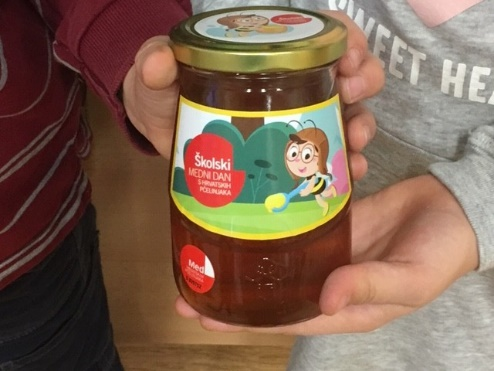 WEET HEA
Školski
MEDNI DAN
S HRVATSKIH
PČELINJAKA
Med